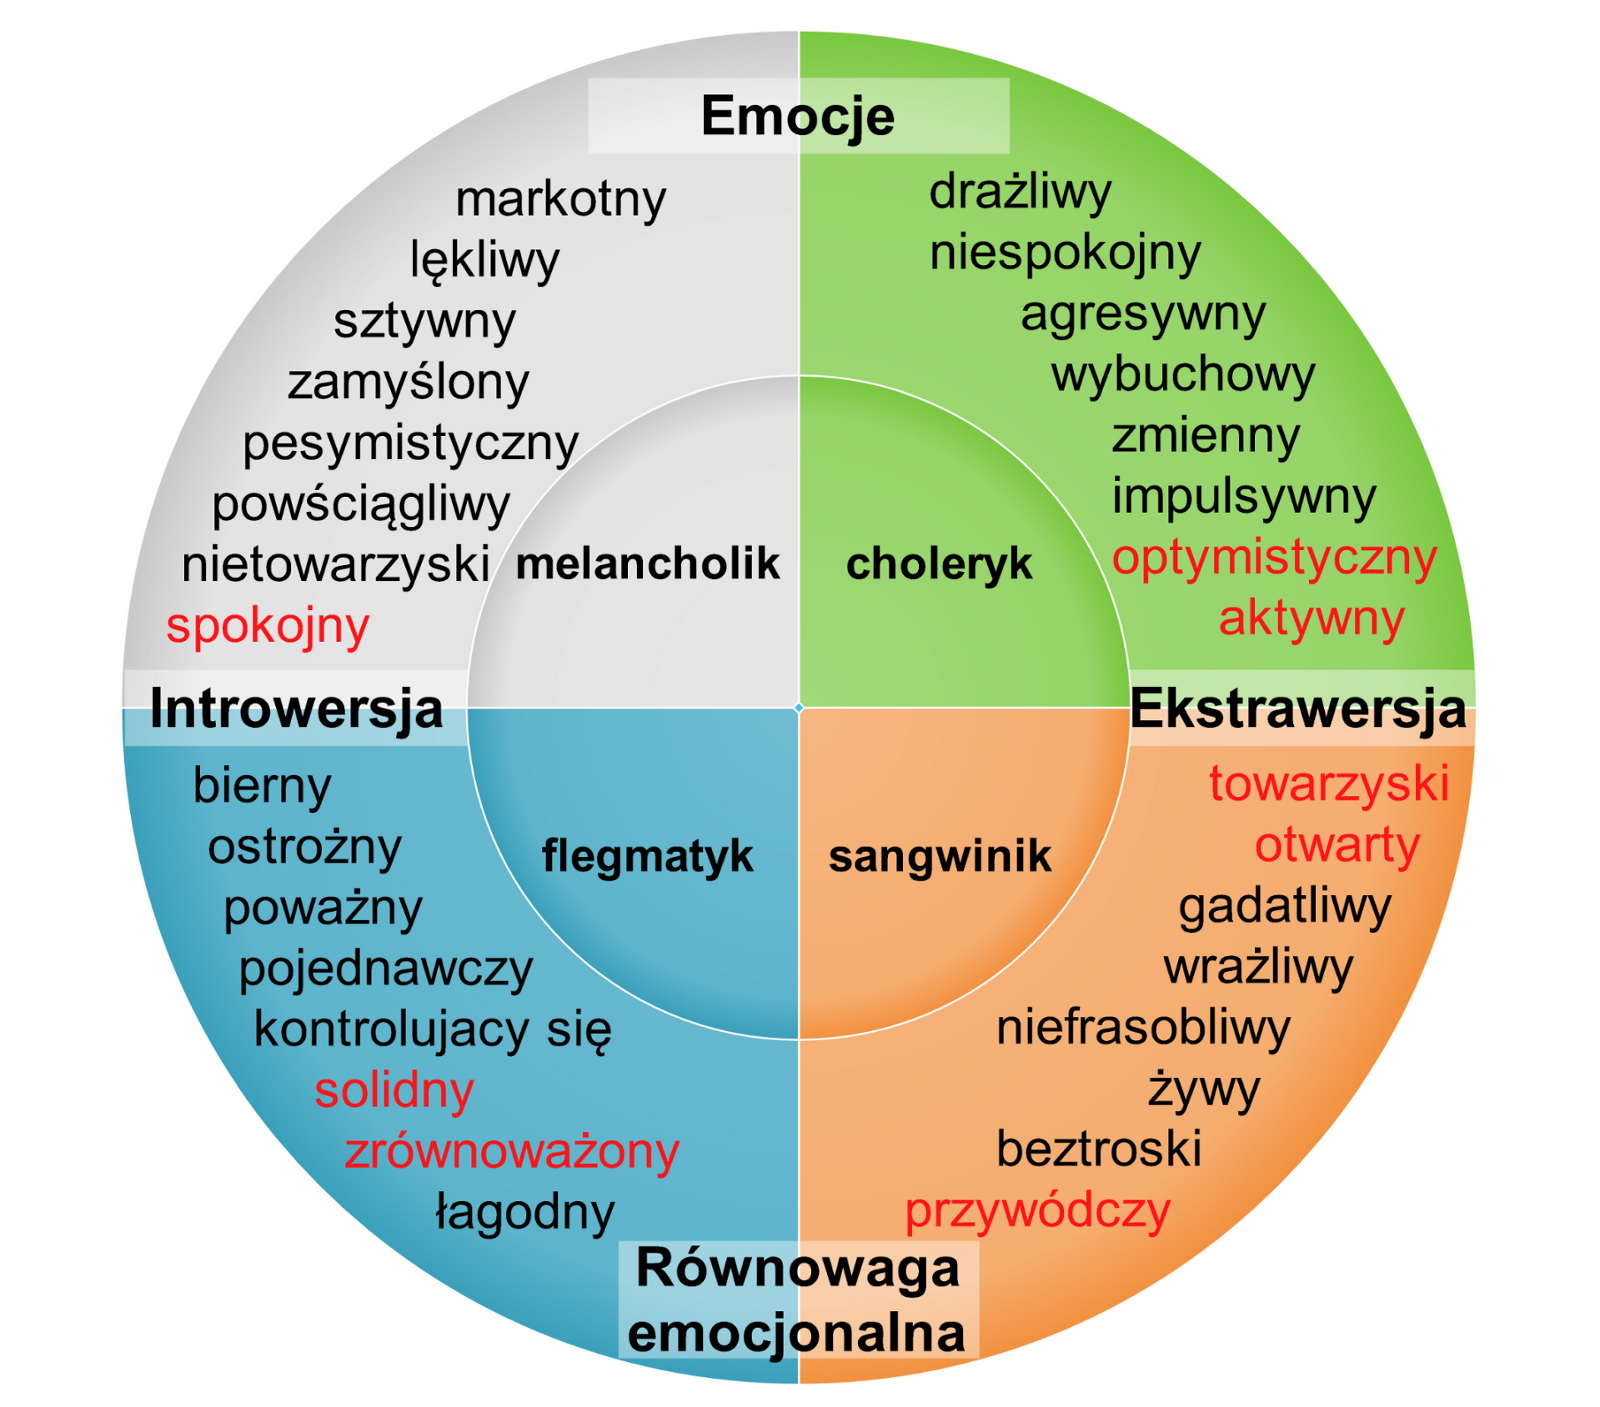 Emocje
markotny
lękliwy
sztywny
zamyślony
pesymistyczny
powściągliwy
nietowarzyski
spokojny
melancholik
drażliwy
niespokojny
agresywny
wybuchowy
zmienny
impulsywny
optymistyczny
aktywny
choleryk
Introwersja
Ekstrawersja
bierny
ostrożny
poważny
pojednawczy
kontrolujacy się
solidny
zrównoważony
łagodny
flegmatyk
sangwinik
towarzyski
otwarty
gadatliwy
wrażliwy
niefrasobliwy
żywy
beztroski
przywódczy
Równowaga
emocjonalna